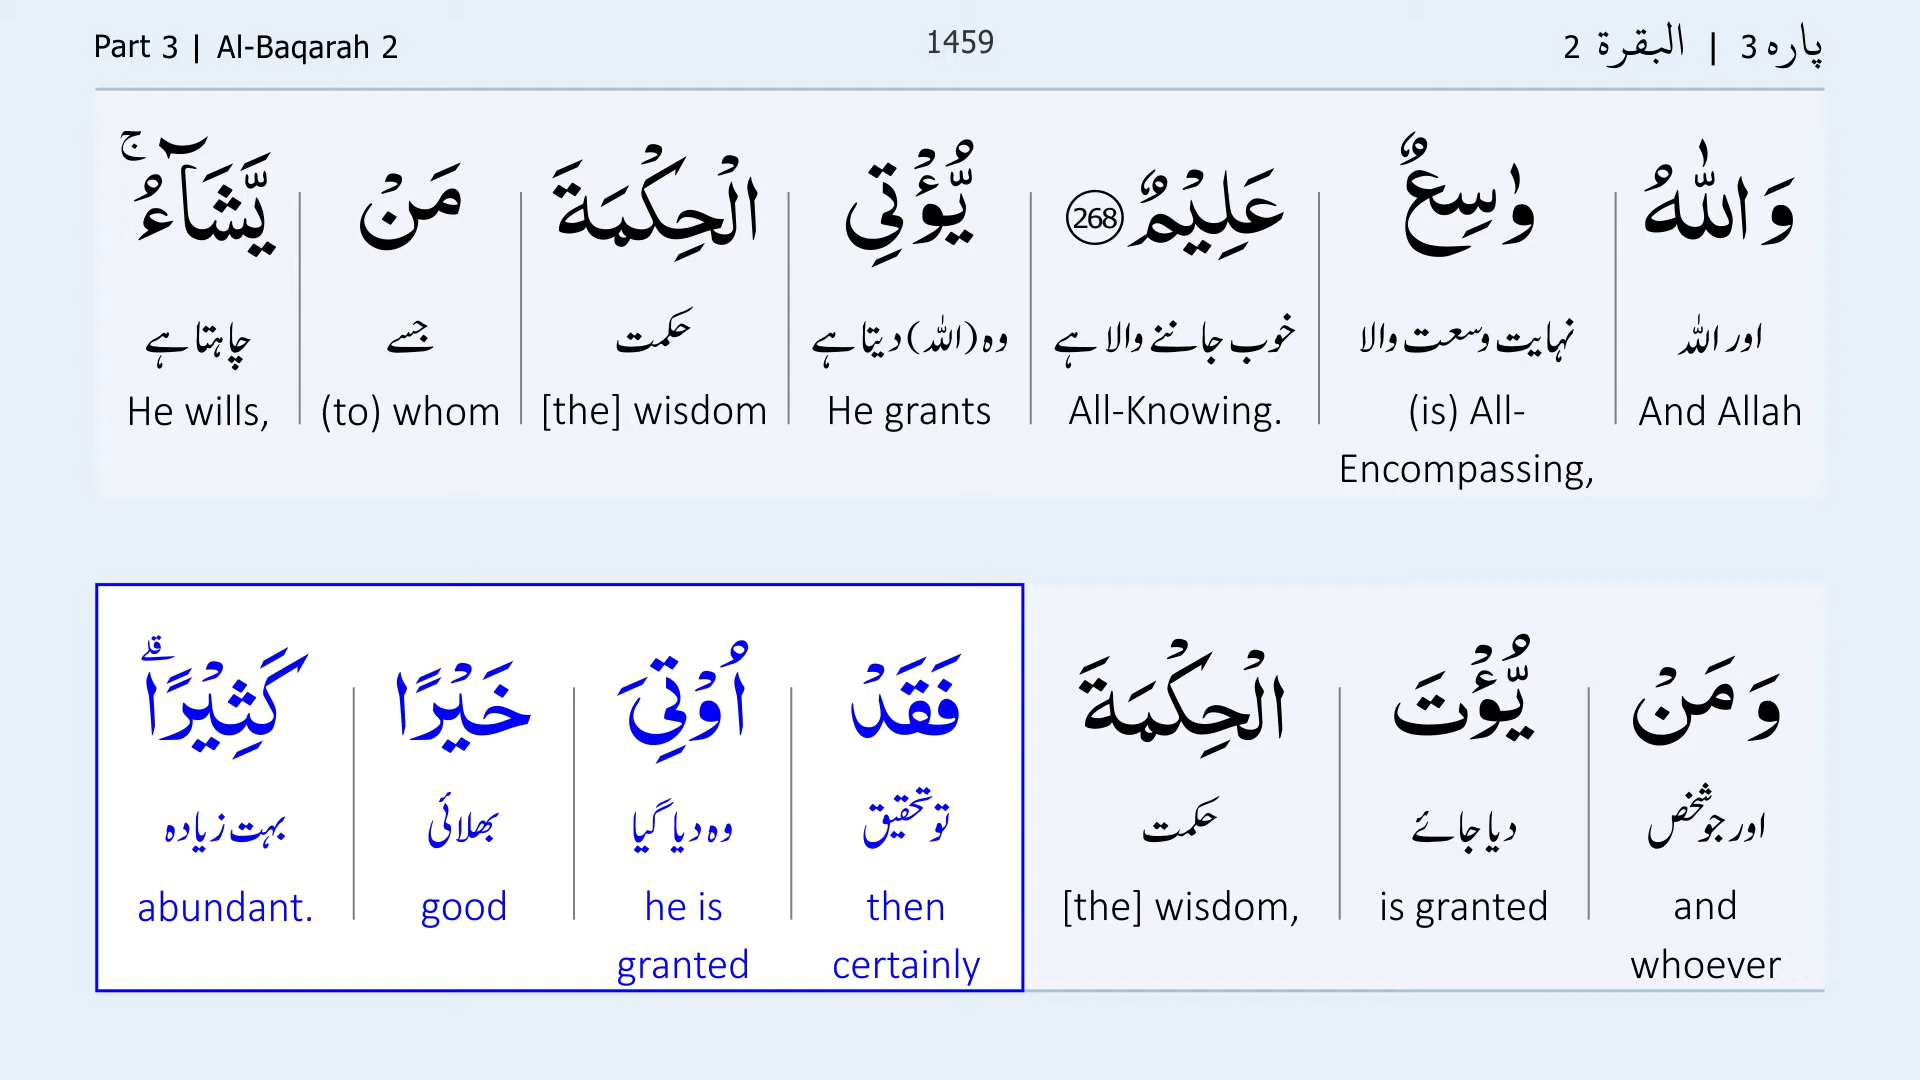 Part 3 | Al-Baqarah 2
1459
پاره 3 | البقرة 2
وَاللّٰهُ وٰسِعٌ عَلِيْمٌ 268 يُّؤْتِي الْحِكْمَةَ مَنْ يَّشَآءُ ۚ
اور اللہ نہایت وسعت والا خوب جاننے والا ہے وہ (اللہ) دیتا ہے حکمت جسے چاہتا ہے
And Allah (is) All- All-Knowing. He grants [the] wisdom (to) whom He wills,
Encompassing,
وَمَنْ يُّؤْتَ الْحِكْمَةَ فَقَدْ اُوْتِيَ خَيْرًا كَثِيْرًا ۗ
اور جو شخص دیا جائے حکمت تو تحقیق وہ دیا گیا بھلائی بہت زیادہ
and is granted [the] wisdom, then he is good abundant.
whoever certainly granted